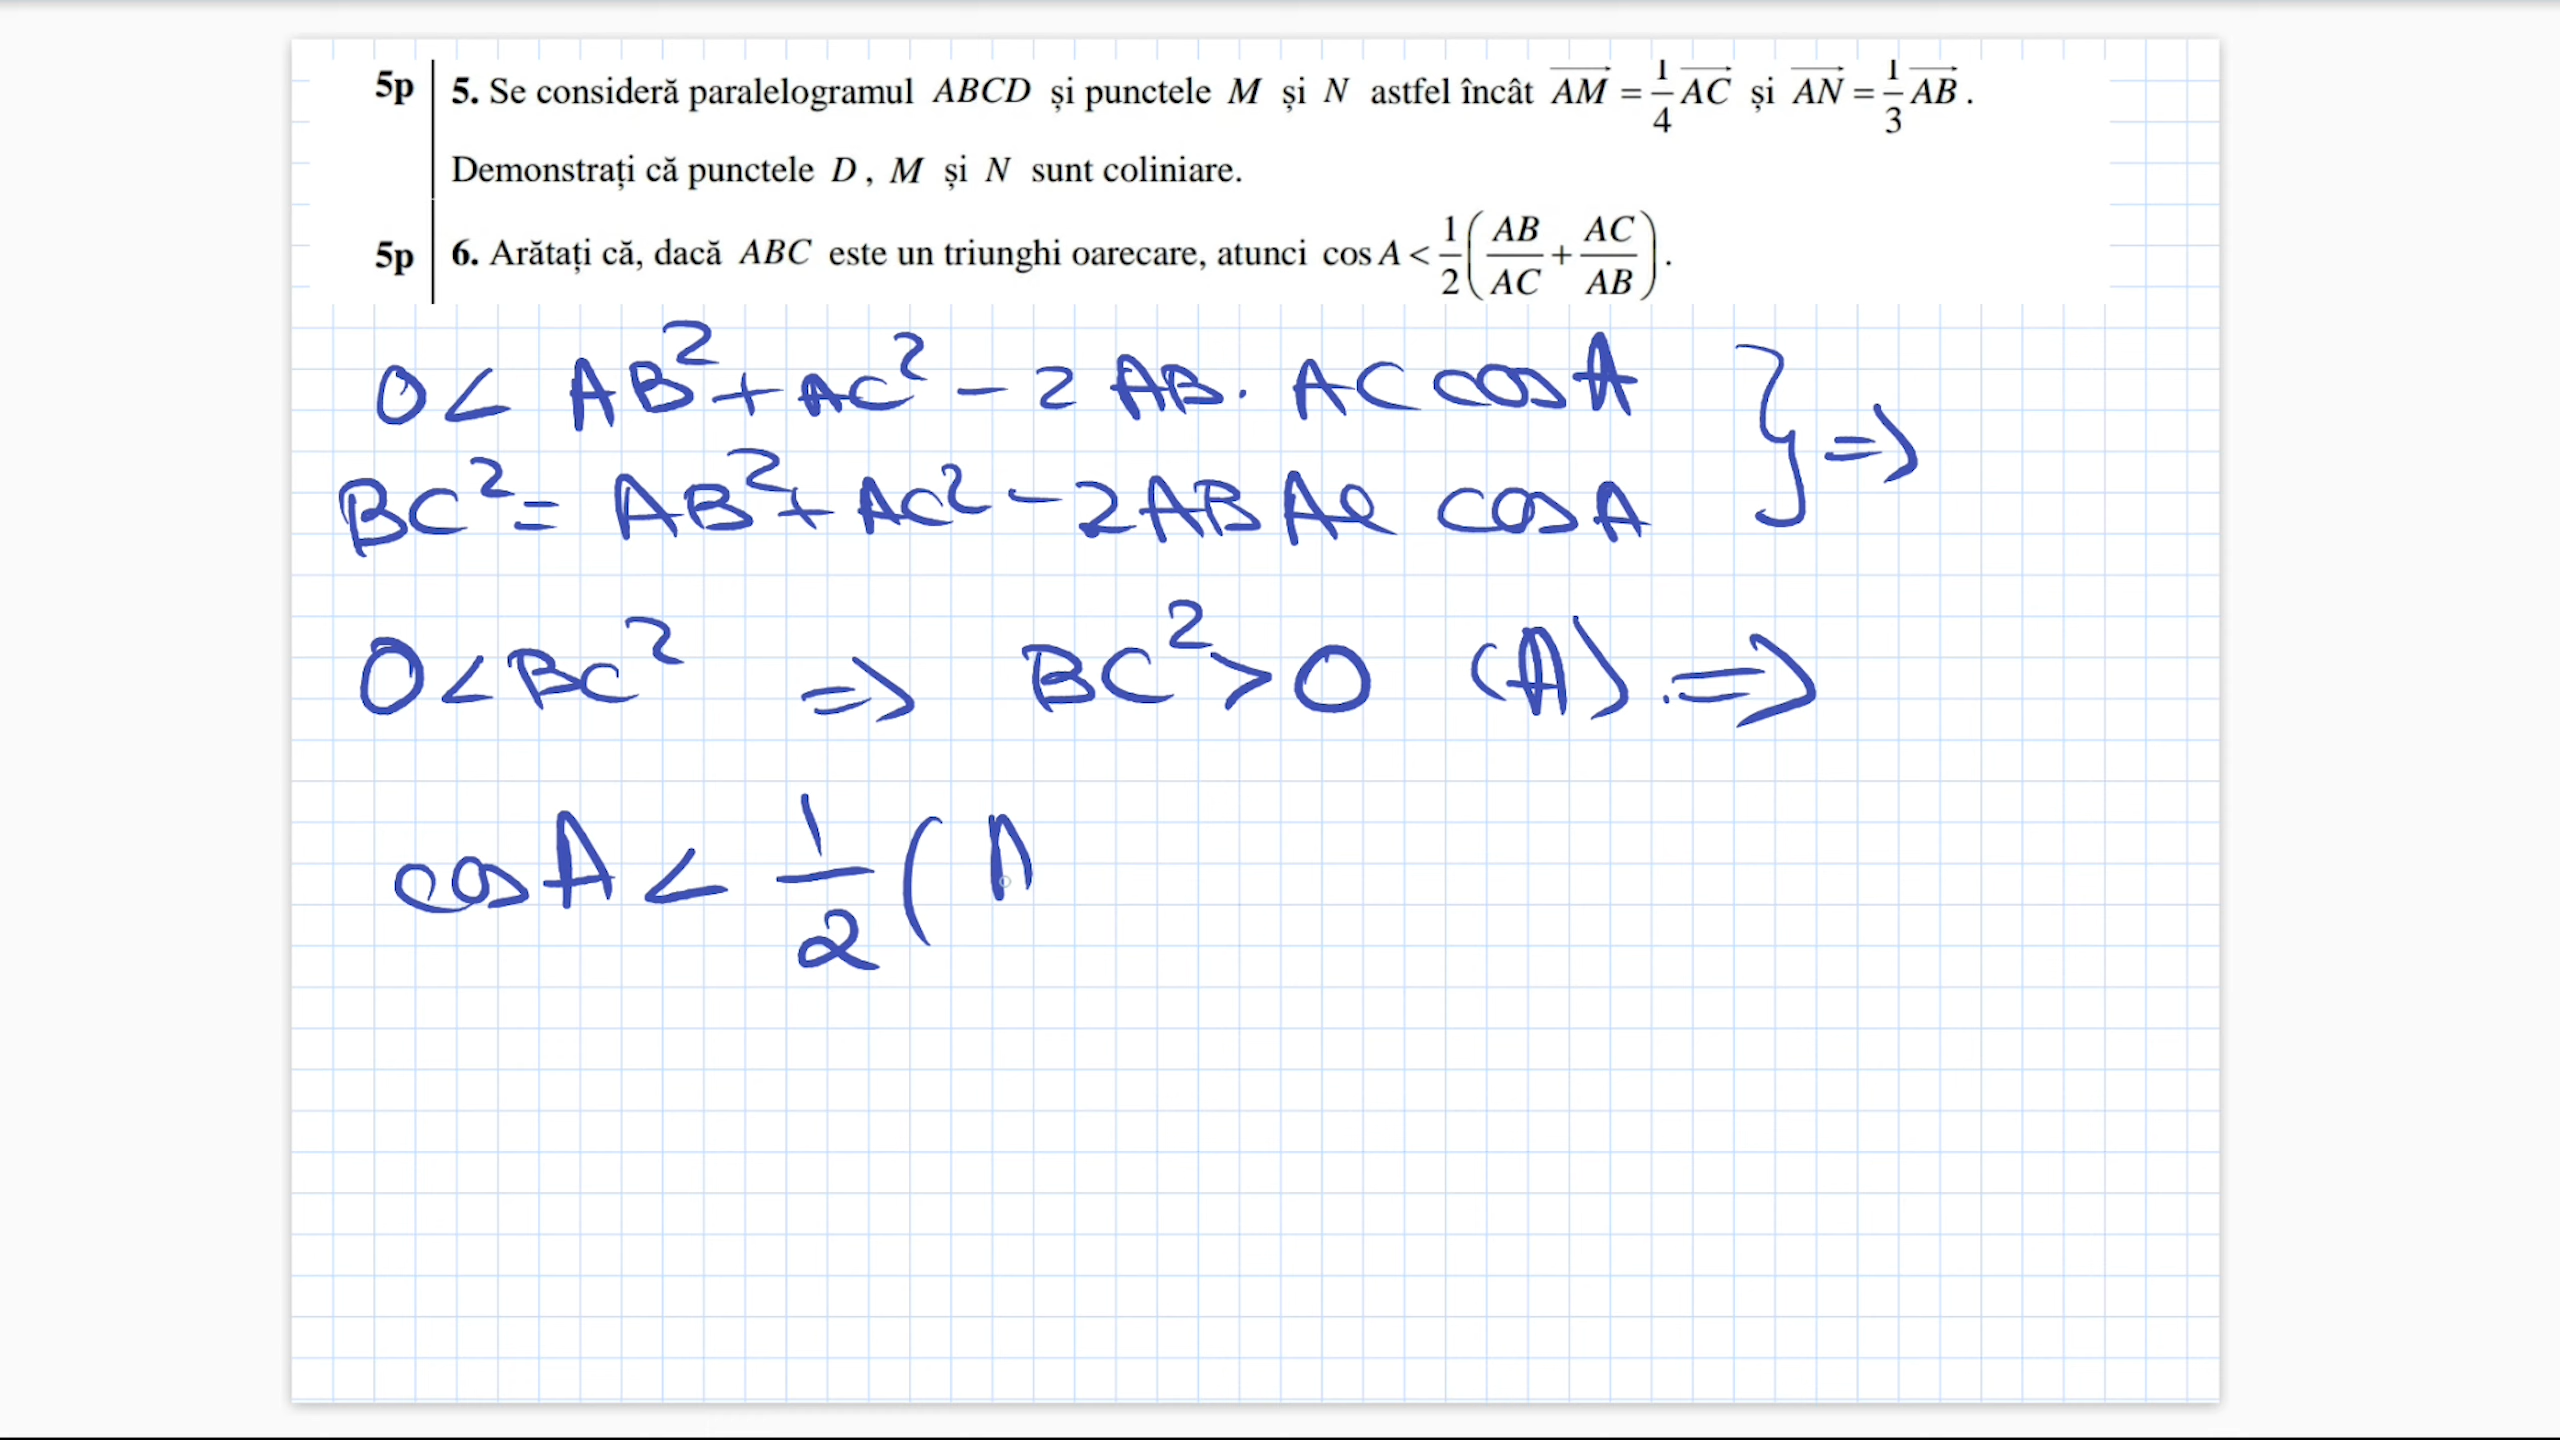 5p 5. Se consideră paralelogramul ABCD și punctele M și N astfel încât AM = 1/4 AC și AN = 1/3 AB.
Demonstrați că punctele D, M și N sunt coliniare.
5p 6. Arătați că, dacă ABC este un triunghi oarecare, atunci cos A < 1/2 (AB/AC + AC/AB).
0 < AB² + AC² - 2 AB · AC cos A } =>
BC² = AB² + AC² - 2 AB AC cos A
0 < BC² => BC² > 0 (A). =>
cos A < 1/2 (